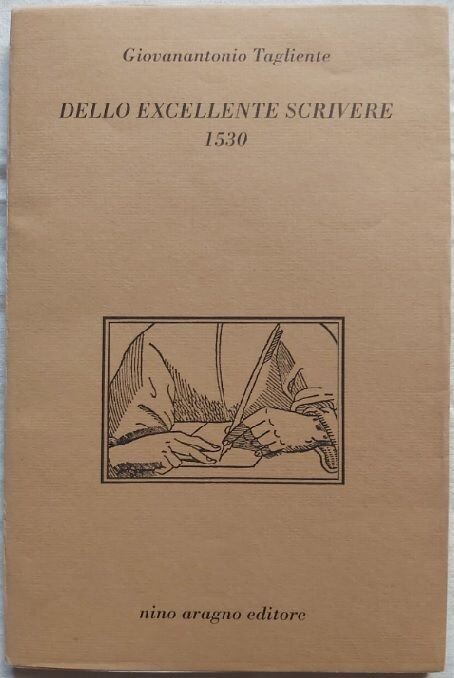 Giovanantonio Tagliente
DELLO EXCELLENTE SCRIVERE
1530
nino aragno editore